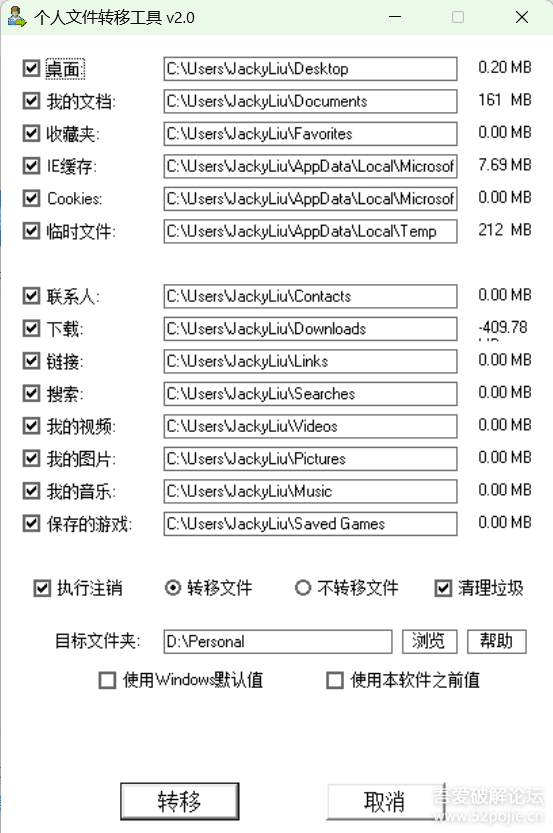 个人文件转移工具 v2.0
桌面: C:\Users\JackyLiu\Desktop 0.20 MB
我的文档: C:\Users\JackyLiu\Documents 161 MB
收藏夹: C:\Users\JackyLiu\Favorites 0.00 MB
IE缓存: C:\Users\JackyLiu\AppData\Local\Microsof 7.69 MB
Cookies: C:\Users\JackyLiu\AppData\Local\Microsof 0.00 MB
临时文件: C:\Users\JackyLiu\AppData\Local\Temp 212 MB
联系人: C:\Users\JackyLiu\Contacts 0.00 MB
下载: C:\Users\JackyLiu\Downloads -409.78
链接: C:\Users\JackyLiu\Links 0.00 MB
搜索: C:\Users\JackyLiu\Searches 0.00 MB
我的视频: C:\Users\JackyLiu\Videos 0.00 MB
我的图片: C:\Users\JackyLiu\Pictures 0.00 MB
我的音乐: C:\Users\JackyLiu\Music 0.00 MB
保存的游戏: C:\Users\JackyLiu\Saved Games 0.00 MB
执行注销 转移文件 不转移文件 清理垃圾
目标文件夹: D:\Personal 浏览 帮助
使用Windows默认值 使用本软件之前值
转移 取消
吾爱破解论坛
www.52pojie.cn